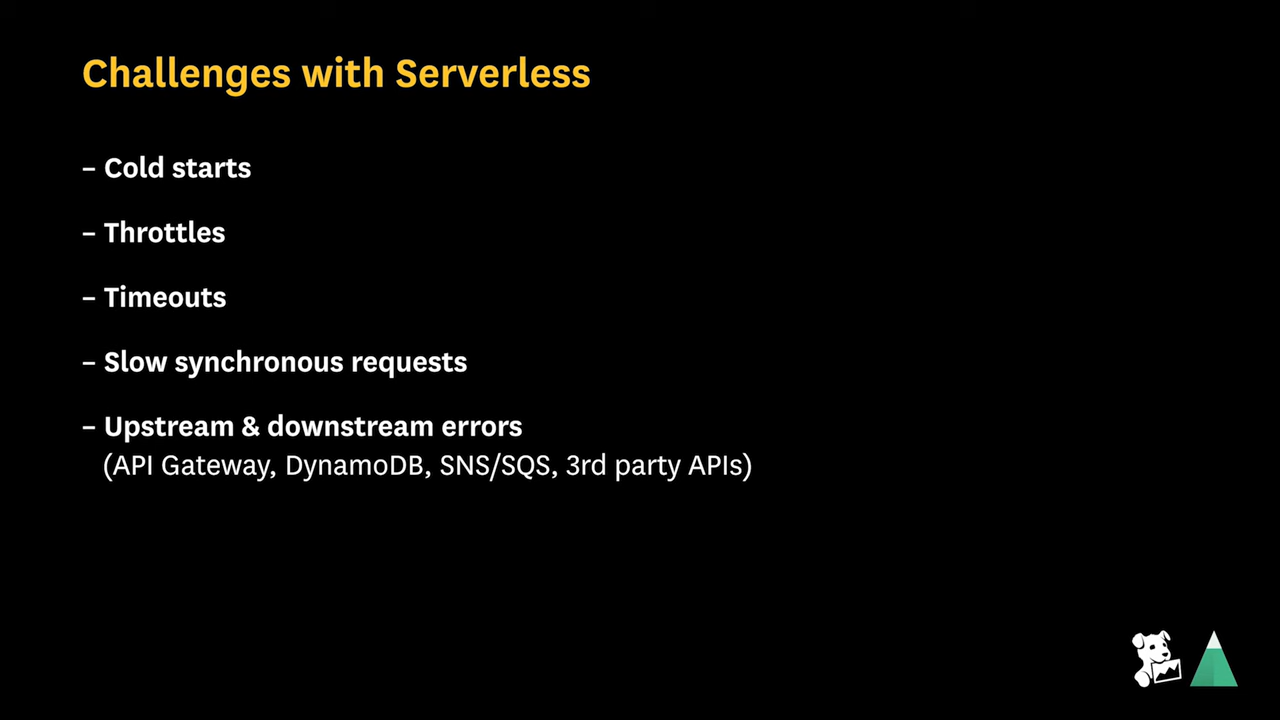 Challenges with Serverless
– Cold starts
– Throttles
– Timeouts
– Slow synchronous requests
– Upstream & downstream errors
(API Gateway, DynamoDB, SNS/SQS, 3rd party APIs)